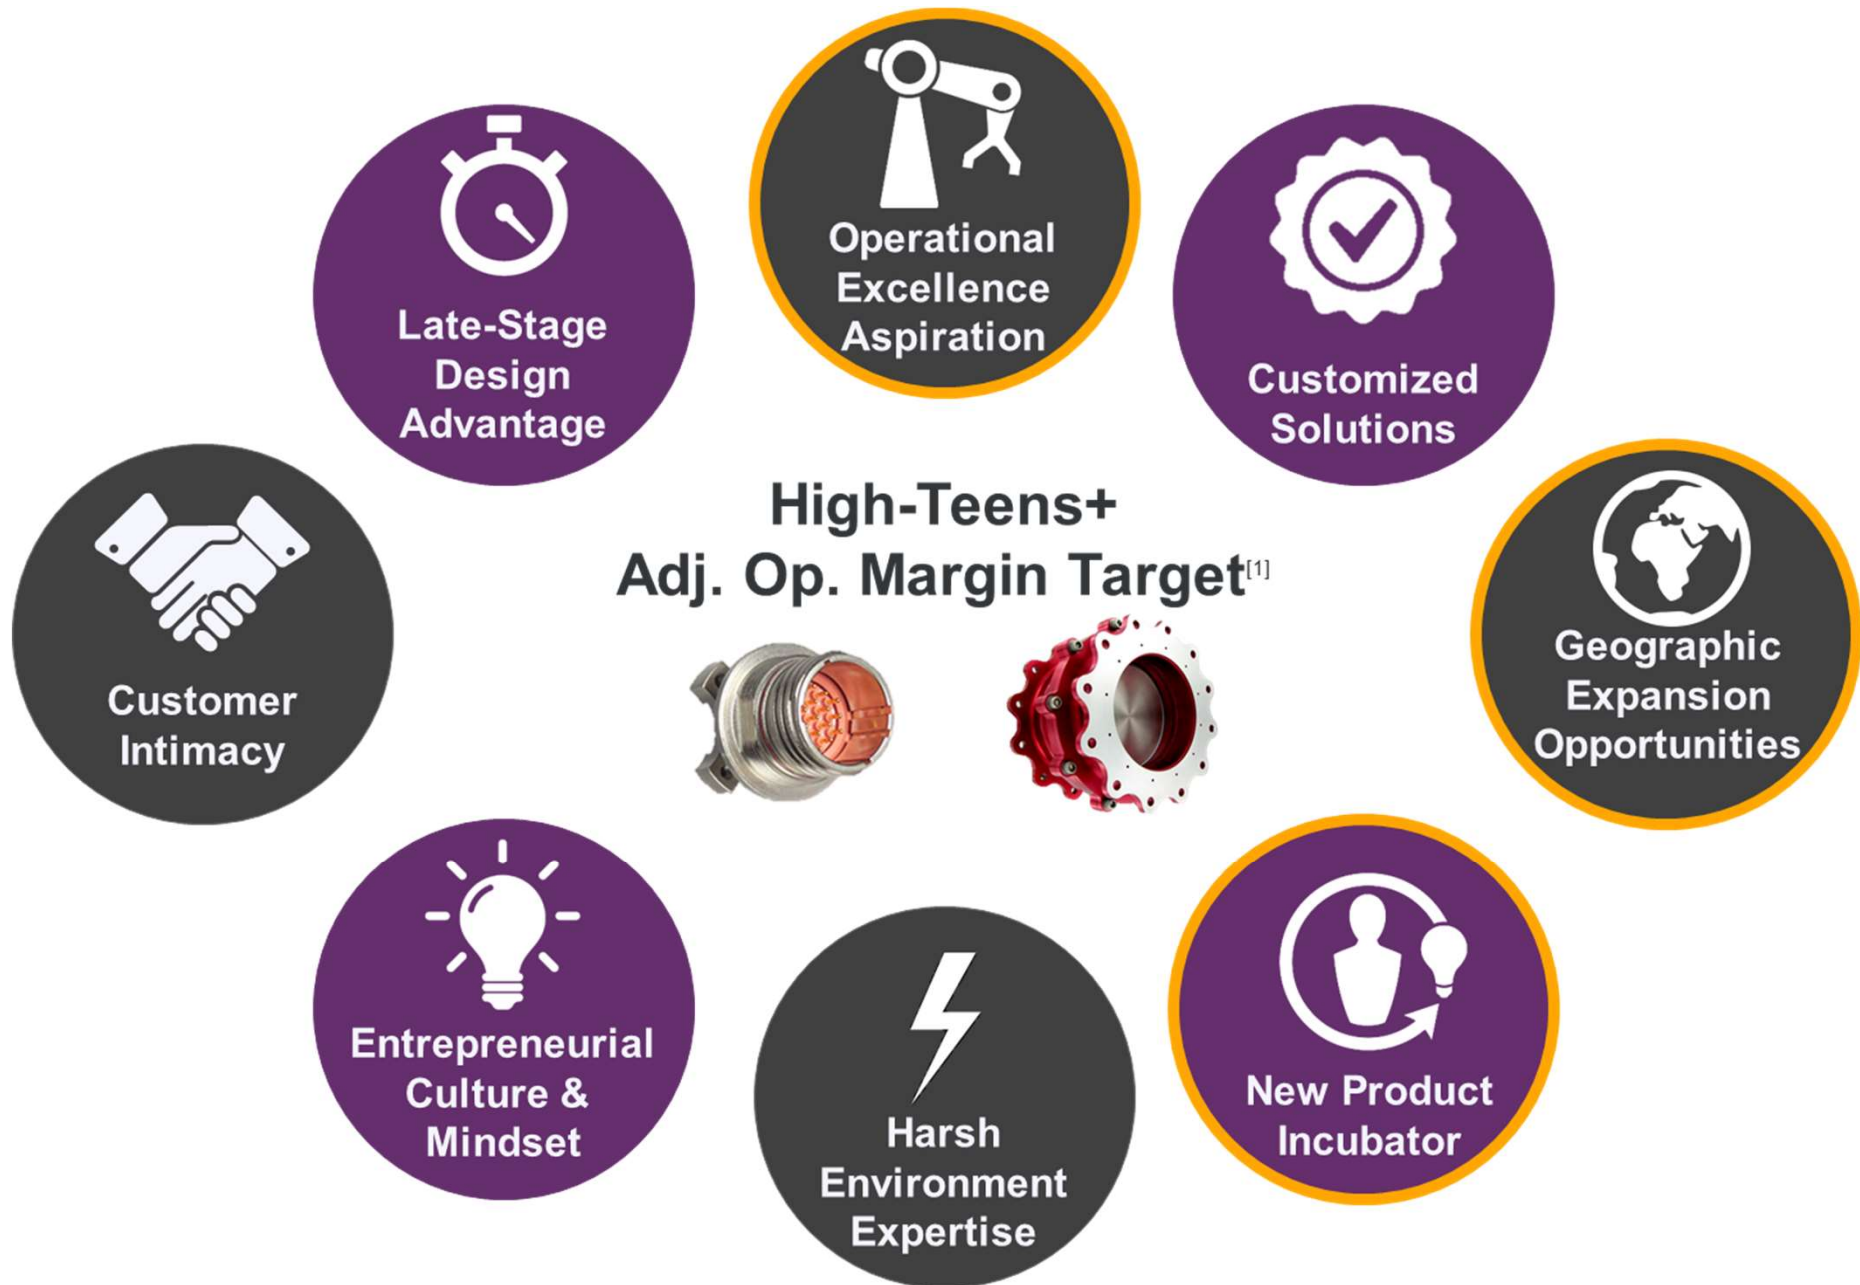 Operational
Excellence
Aspiration
Late-Stage
Design
Advantage
Customized
Solutions
High-Teens+
Adj. Op. Margin Target[1]
Customer
Intimacy
Geographic
Expansion
Opportunities
Entrepreneurial
Culture &
Mindset
Harsh
Environment
Expertise
New Product
Incubator